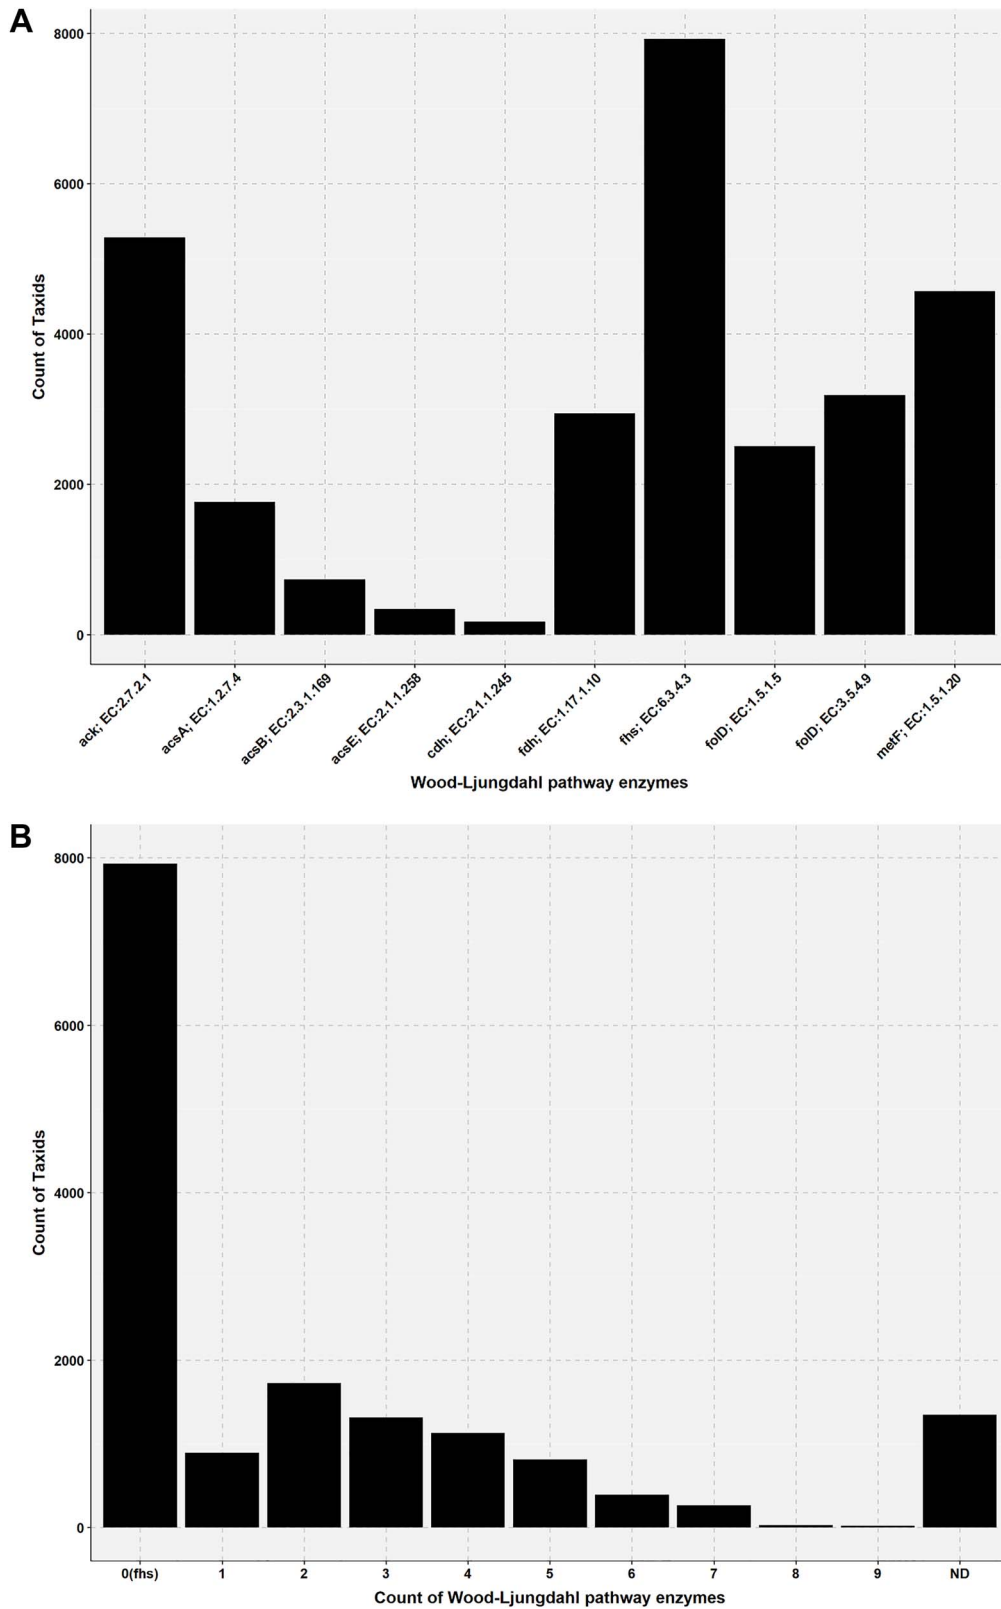 A
8000
6000
4000
2000
0
Count of Taxids
ack; EC:2.7.2.1
acsA; EC:1.2.7.4
acsB; EC:2.3.1.169
acsE; EC:2.1.1.258
cdh; EC:2.1.1.245
fdh; EC:1.17.1.10
fhs; EC:6.3.4.3
folD; EC:1.5.1.5
folD; EC:3.5.4.9
metF; EC:1.5.1.20
Wood-Ljungdahl pathway enzymes
B
8000
6000
4000
2000
0
Count of Taxids
0(fhs) 1 2 3 4 5 6 7 8 9 ND
Count of Wood-Ljungdahl pathway enzymes